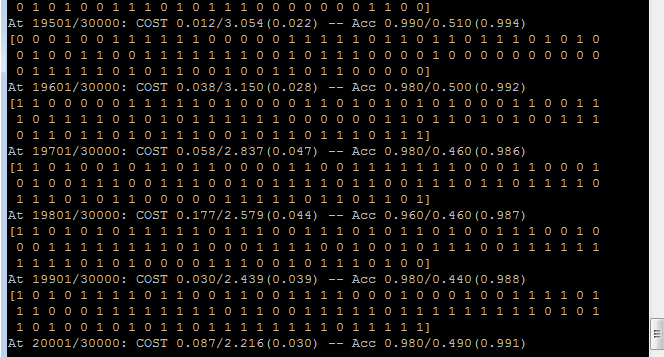 0 1 0 1 0 0 1 1 1 0 1 0 1 1 1 0 0 0 0 0 0 0 0 1 1 0 0]
At 19501/30000: COST 0.012/3.054(0.022) -- Acc 0.990/0.510(0.994)
[0 0 0 1 0 0 1 1 1 1 1 1 0 0 0 0 0 1 1 1 1 1 0 1 1 0 1 1 0 1 1 1 0 1 0 1 0
0 1 0 0 1 1 0 0 1 1 1 1 1 1 1 0 0 1 0 1 1 1 0 1 0 0 0 0 1 0 0 0 0 0 0 0 0 0 0
0 1 1 1 1 1 0 1 0 1 1 0 0 1 1 0 1 0 1 1 0 0 0 0 0]
At 19601/30000: COST 0.038/3.150(0.028) -- Acc 0.980/0.500(0.992)
[1 1 0 0 0 0 0 1 1 1 1 1 0 1 0 0 0 0 1 1 0 1 0 1 0 1 0 1 0 0 0 1 1 0 0 1 1
1 1 0 1 1 1 1 0 1 0 1 1 1 1 1 1 0 0 0 0 0 0 1 1 0 1 1 0 1 0 1 1 0 1 0 0 1 1 1
0 1 1 0 1 1 0 1 0 1 1 1 0 0 1 0 1 1 0 1 1 1 0 1 1 1]
At 19701/30000: COST 0.058/2.837(0.047) -- Acc 0.980/0.460(0.986)
[1 1 1 0 1 0 0 1 0 1 1 0 1 1 0 0 0 0 1 1 0 0 1 1 1 1 1 1 1 0 0 0 1 1 0 0 0 1 0
1 0 1 0 0 1 1 1 0 0 1 1 1 0 0 1 0 1 1 1 1 0 1 1 0 0 1 1 1 0 1 1 0 1 1 1 1 0
1 1 1 0 1 0 1 1 0 0 0 0 1 1 0 1 1 1 1 0 1 1 0 1]
At 19801/30000: COST 0.177/2.579(0.044) -- Acc 0.960/0.460(0.987)
[1 1 0 1 0 1 1 0 1 0 1 0 1 1 0 1 0 1 1 0 0 0 1 1 1 0 1 0 1 0 0 1 1 1 0 0 1 0
0 0 1 1 1 1 1 1 1 0 1 0 0 0 1 1 1 1 0 0 1 0 0 1 0 1 1 1 0 0 1 1 1 1 1 1
1 1 1 1 0 1 0 1 0 0 0 0 1 1 1 0 0 1 0 1 1 1 0 1 0 0]
At 19901/30000: COST 0.030/2.439(0.039) -- Acc 0.980/0.440(0.988)
[1 0 1 0 1 1 1 1 0 1 1 0 0 1 1 0 0 1 1 1 1 0 0 0 1 0 0 0 1 0 0 1 1 1 1 0 1
1 1 0 0 0 1 1 0 1 0 1 1 1 1 0 1 1 0 1 1 1 0 1 1 1 1 1 1 1 1 1 1 1 0 1 0 1
1 0 1 0 0 1 0 0 1 1 0 1 1 1 1 1 1 1 1 0 1 1 1 1 1]
At 20001/30000: COST 0.087/2.216(0.030) -- Acc 0.980/0.490(0.991)